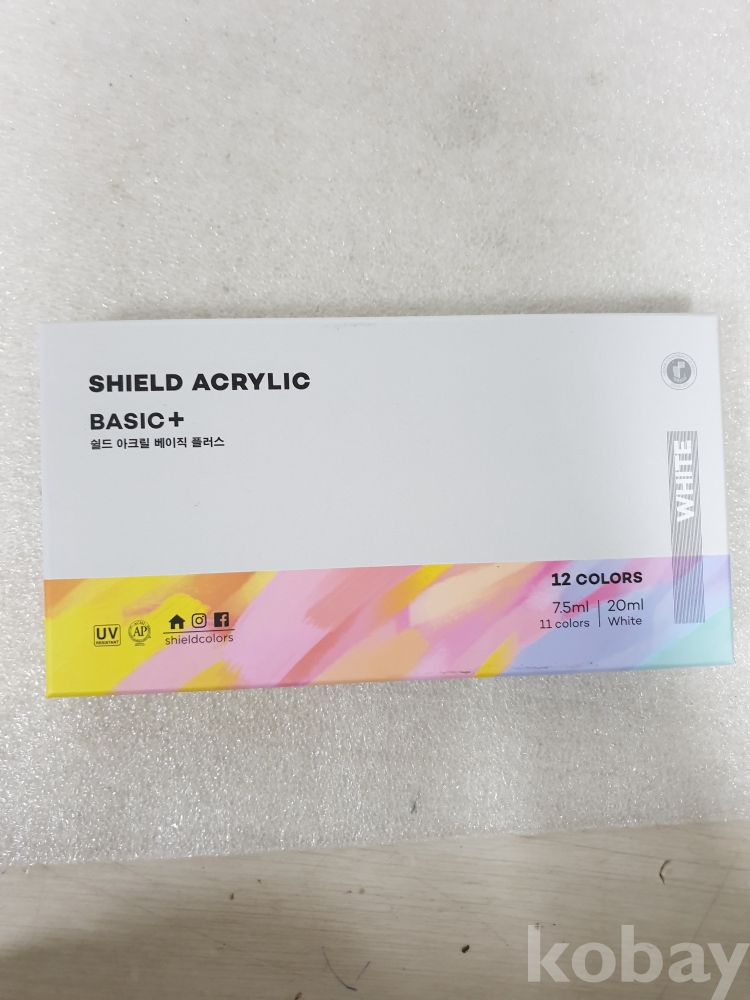 SHIELD ACRYLIC
BASIC+
쉴드 아크릴 베이직 플러스
WHITE
12 COLORS
7.5ml | 20ml
11 colors | White
UV
RESISTANT
AP
shieldcolors
kobay